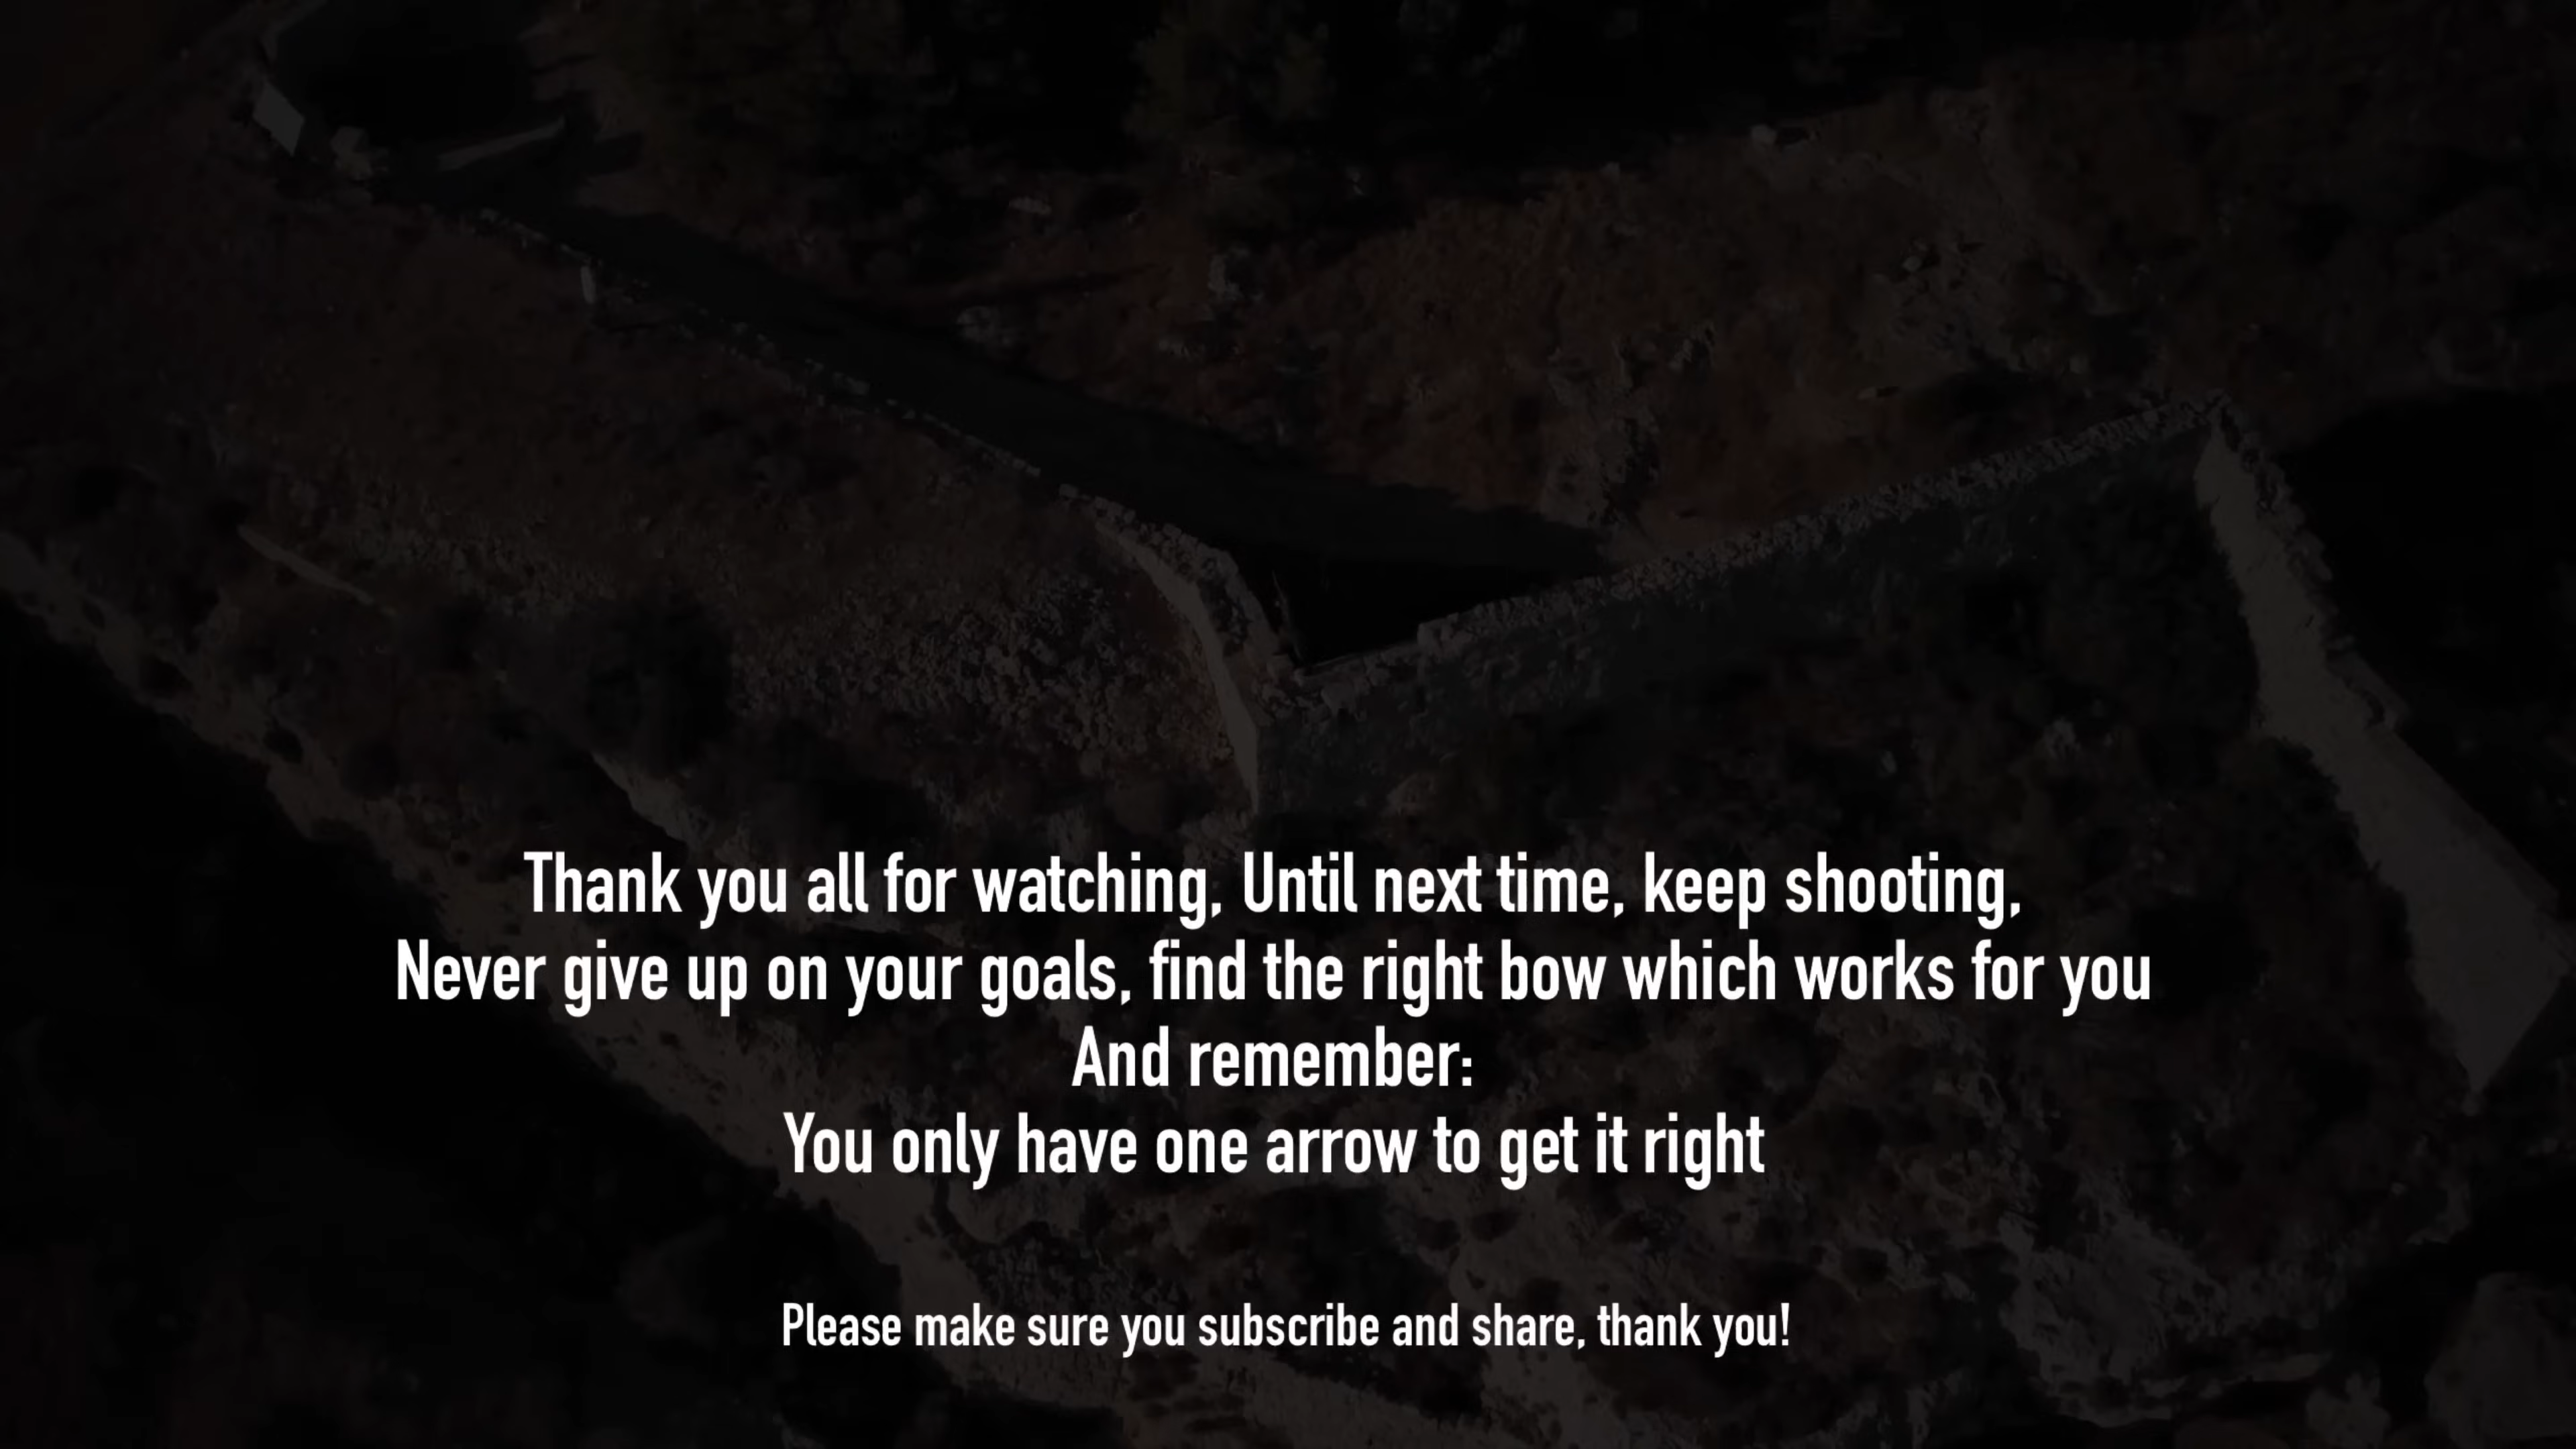 Thank you all for watching, Until next time, keep shooting,
Never give up on your goals, find the right bow which works for you
And remember:
You only have one arrow to get it right
Please make sure you subscribe and share, thank you!